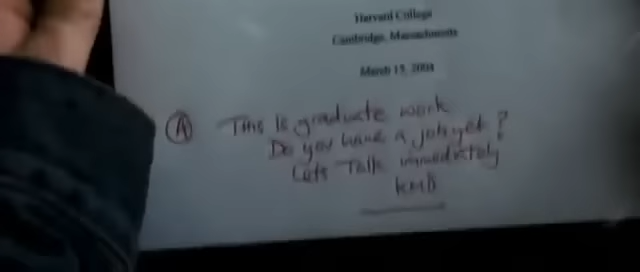 Harvard College
Cambridge, Massachusetts
March 15, 2004
A This Is graduate work
Do you have a job yet?
Lets Talk immediately
KMD